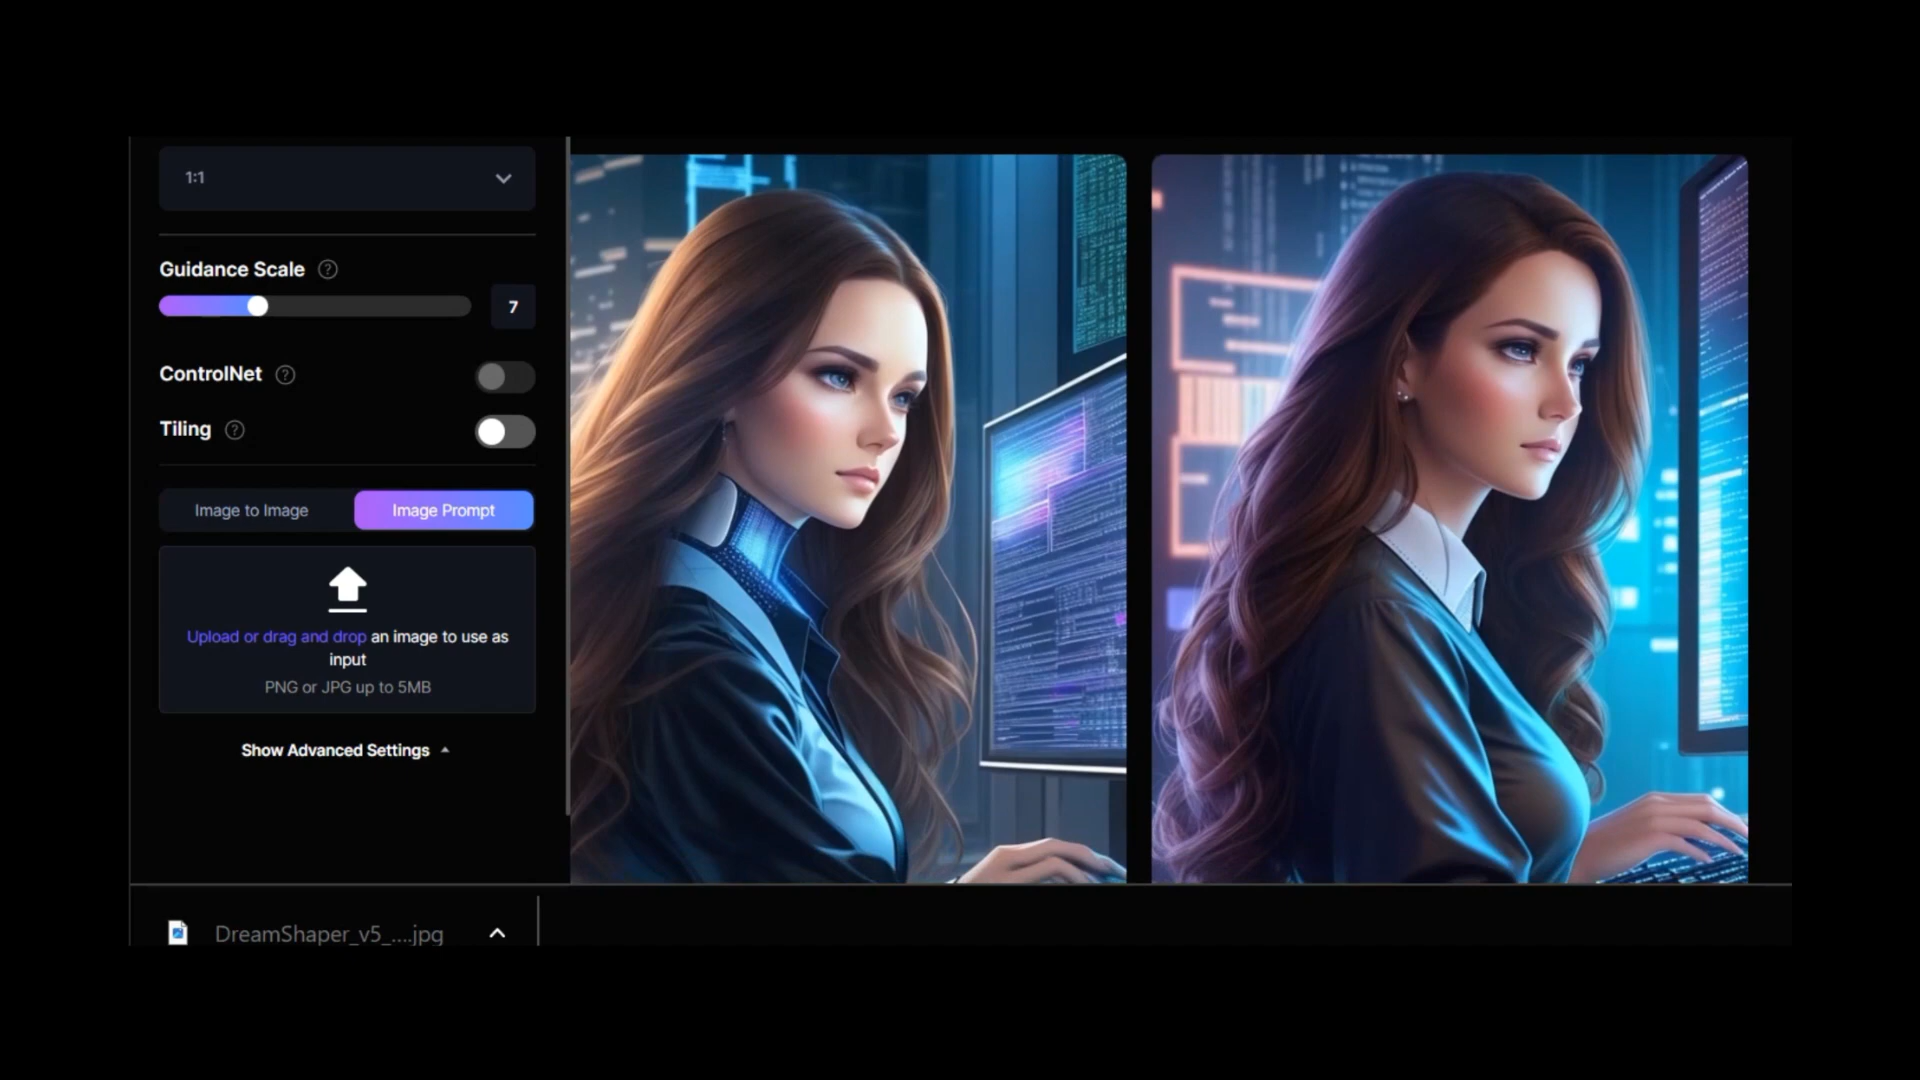 1:1
Guidance Scale ?
7
ControlNet ?
Tiling ?
Image to Image
Image Prompt
Upload or drag and drop an image to use as
input
PNG or JPG up to 5MB
Show Advanced Settings
DreamShaper_v5_....jpg